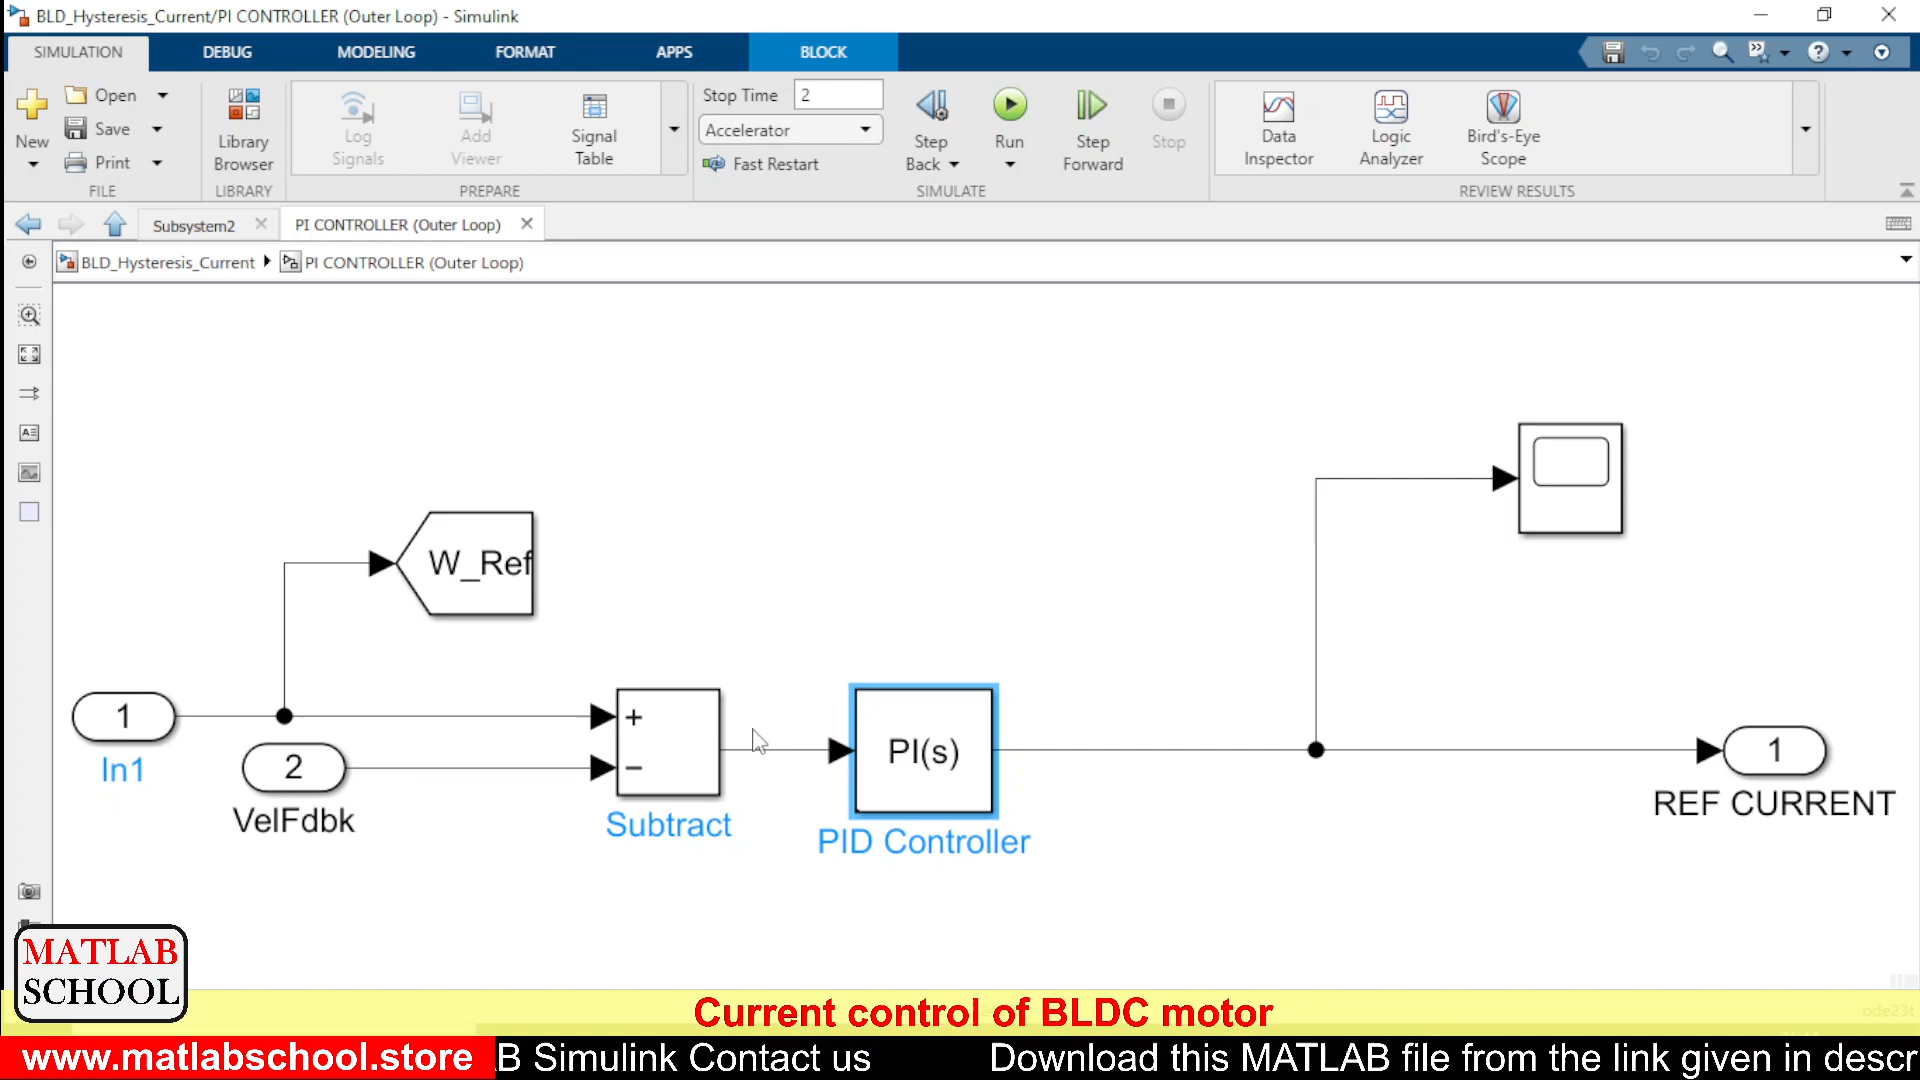 BLD_Hysteresis_Current/PI CONTROLLER (Outer Loop) - Simulink
SIMULATION
DEBUG
MODELING
FORMAT
APPS
BLOCK
New
Open
Save
Print
FILE
Library
Browser
LIBRARY
Log
Signals
Add
Viewer
Signal
Table
PREPARE
Stop Time
2
Accelerator
Fast Restart
Step
Back
Run
Step
Forward
Stop
SIMULATE
Data
Inspector
Logic
Analyzer
Bird's-Eye
Scope
REVIEW RESULTS
Subsystem2
PI CONTROLLER (Outer Loop)
BLD_Hysteresis_Current
PI CONTROLLER (Outer Loop)
W_Ref
1
In1
2
VelFdbk
+
−
Subtract
PI(s)
PID Controller
1
REF CURRENT
MATLAB
SCHOOL
Current control of BLDC motor
ode23t
www.matlabschool.store
B Simulink Contact us
Download this MATLAB file from the link given in descr